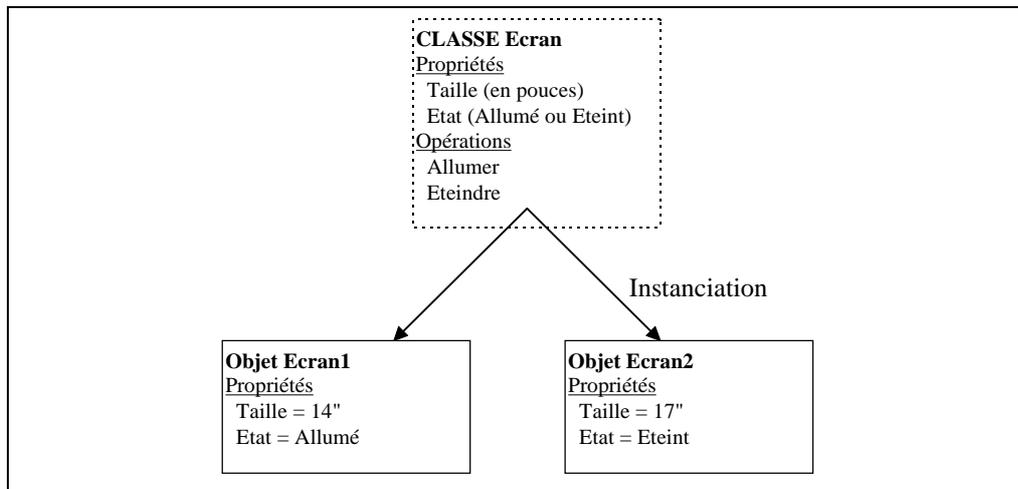 CLASSE Ecran
Propriétés
Taille (en pouces)
Etat (Allumé ou Eteint)
Opérations
Allumer
Eteindre
Instanciation
Objet Ecran1
Propriétés
Taille = 14"
Etat = Allumé
Objet Ecran2
Propriétés
Taille = 17"
Etat = Eteint